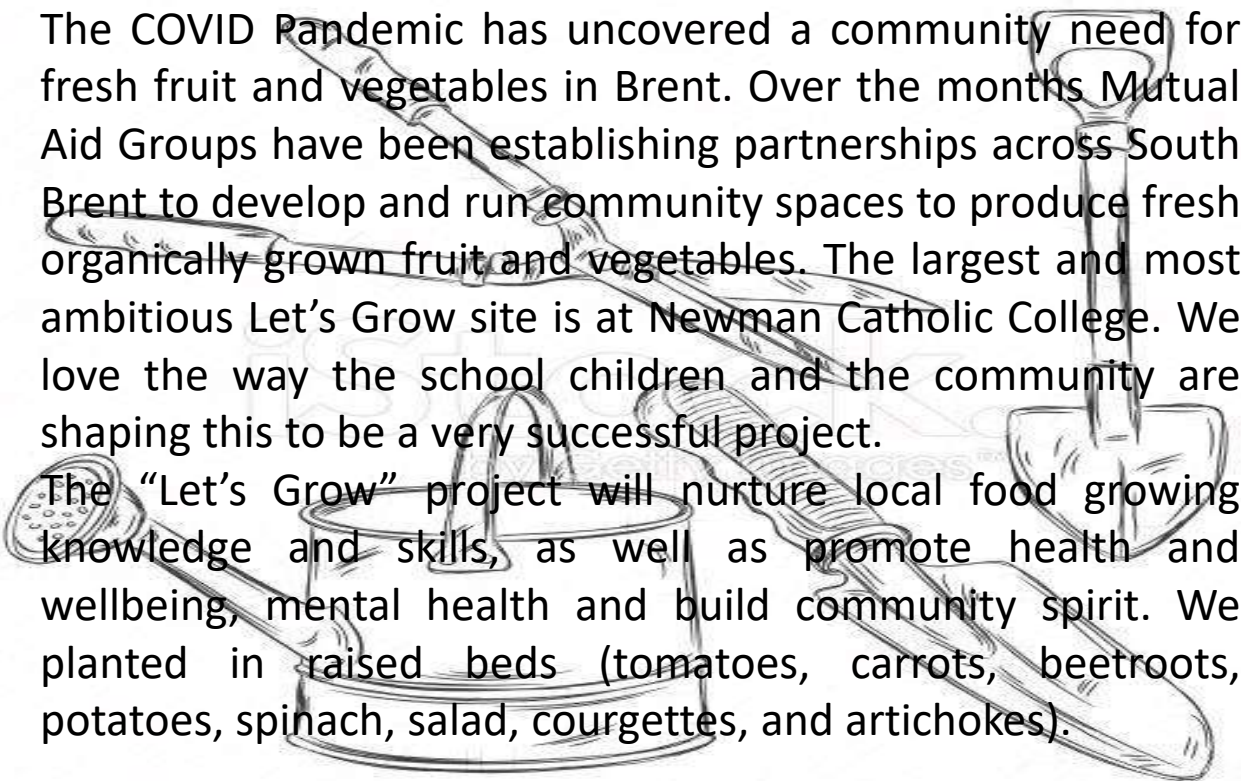 The COVID Pandemic has uncovered a community need for
fresh fruit and vegetables in Brent. Over the months Mutual
Aid Groups have been establishing partnerships across South
Brent to develop and run community spaces to produce fresh
organically grown fruit and vegetables. The largest and most
ambitious Let’s Grow site is at Newman Catholic College. We
love the way the school children and the community are
iStock.
shaping this to be a very successful project.
by Getty Images™
The “Let’s Grow” project will nurture local food growing
knowledge and skills, as well as promote health and
wellbeing, mental health and build community spirit. We
planted in raised beds (tomatoes, carrots, beetroots,
potatoes, spinach, salad, courgettes, and artichokes).